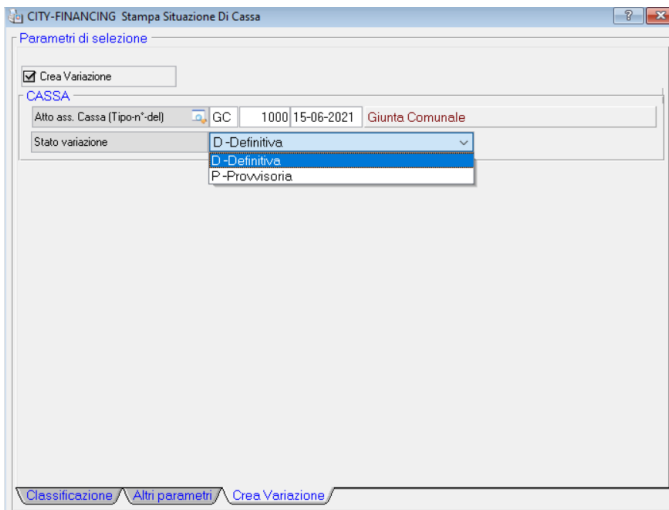 CITY-FINANCING Stampa Situazione Di Cassa
Parametri di selezione
Crea Variazione
CASSA
Atto ass. Cassa (Tipo-n°-del) GC 1000 15-06-2021 Giunta Comunale
Stato variazione D -Definitiva
D -Definitiva
P -Provvisoria
Classificazione Altri parametri Crea Variazione